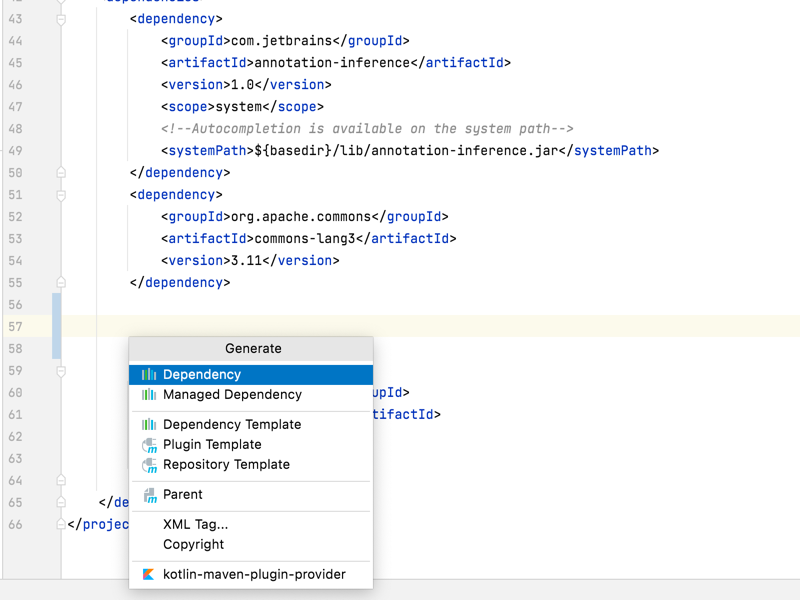 43 <dependency>
44 <groupId>com.jetbrains</groupId>
45 <artifactId>annotation-inference</artifactId>
46 <version>1.0</version>
47 <scope>system</scope>
48 <!--Autocompletion is available on the system path-->
49 <systemPath>${basedir}/lib/annotation-inference.jar</systemPath>
50 </dependency>
51 <dependency>
52 <groupId>org.apache.commons</groupId>
53 <artifactId>commons-lang3</artifactId>
54 <version>3.11</version>
55 </dependency>
56
57
58
59
60 upId>
61 tifactId>
62
63
64
65 </de
66 </projec
Generate
Dependency
Managed Dependency
Dependency Template
Plugin Template
Repository Template
Parent
XML Tag...
Copyright
kotlin-maven-plugin-provider